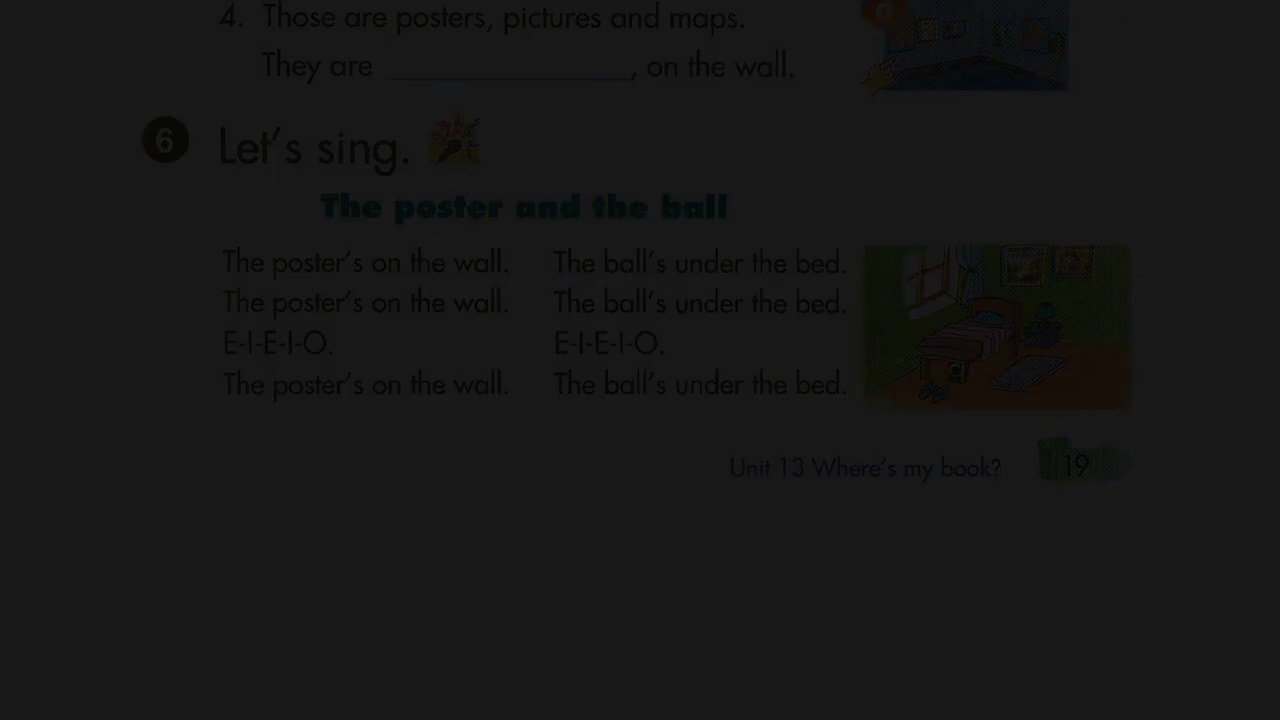 4. Those are posters, pictures and maps.
They are ____________, on the wall.
d
6 Let's sing.
The poster and the ball
The poster's on the wall.
The poster's on the wall.
E-I-E-I-O.
The poster's on the wall.
The ball's under the bed.
The ball's under the bed.
E-I-E-I-O.
The ball's under the bed.
Unit 13 Where's my book? 19